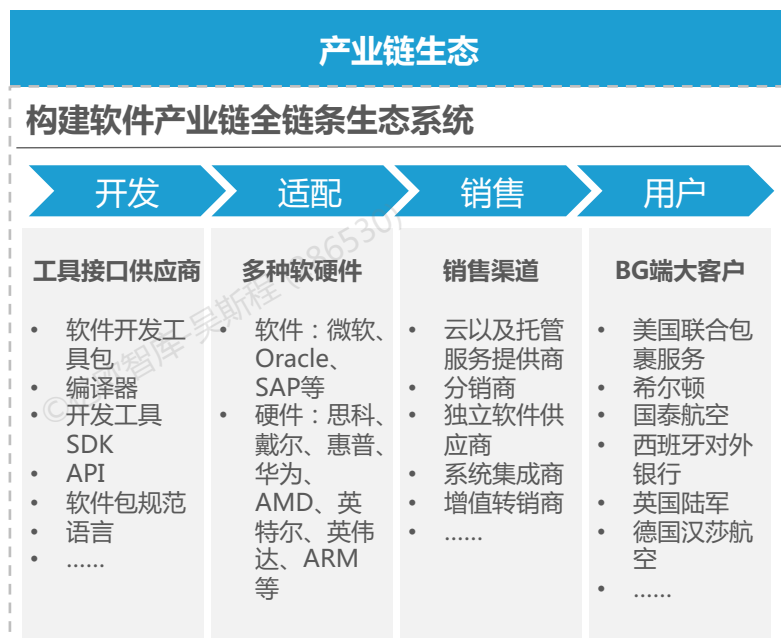 产业链生态
构建软件产业链全链条生态系统
开发
适配
销售
用户
工具接口供应商
• 软件开发工
具包
• 编译器
• 开发工具
SDK
• API
• 软件包规范
• 语言
• ……
多种软硬件
• 软件：微软、
Oracle、
SAP等
• 硬件：思科、
戴尔、惠普、
华为、
AMD、英
特尔、英伟
达、ARM
等
销售渠道
• 云以及托管
服务提供商
• 分销商
• 独立软件供
应商
• 系统集成商
• 增值转销商
• ……
BG端大客户
• 美国联合包
裹服务
• 希尔顿
• 国泰航空
• 西班牙对外
银行
• 英国陆军
• 德国汉莎航
空
• ……